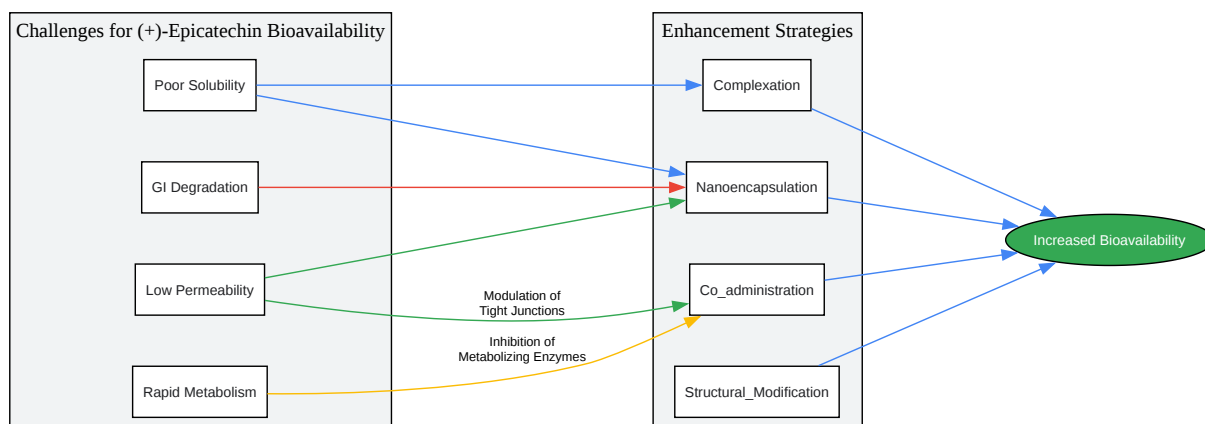 Challenges for (+)-Epicatechin Bioavailability
Poor Solubility
GI Degradation
Low Permeability
Rapid Metabolism
Modulation of
Tight Junctions
Inhibition of
Metabolizing Enzymes
Enhancement Strategies
Complexation
Nanoencapsulation
Co_administration
Structural_Modification
Increased Bioavailability